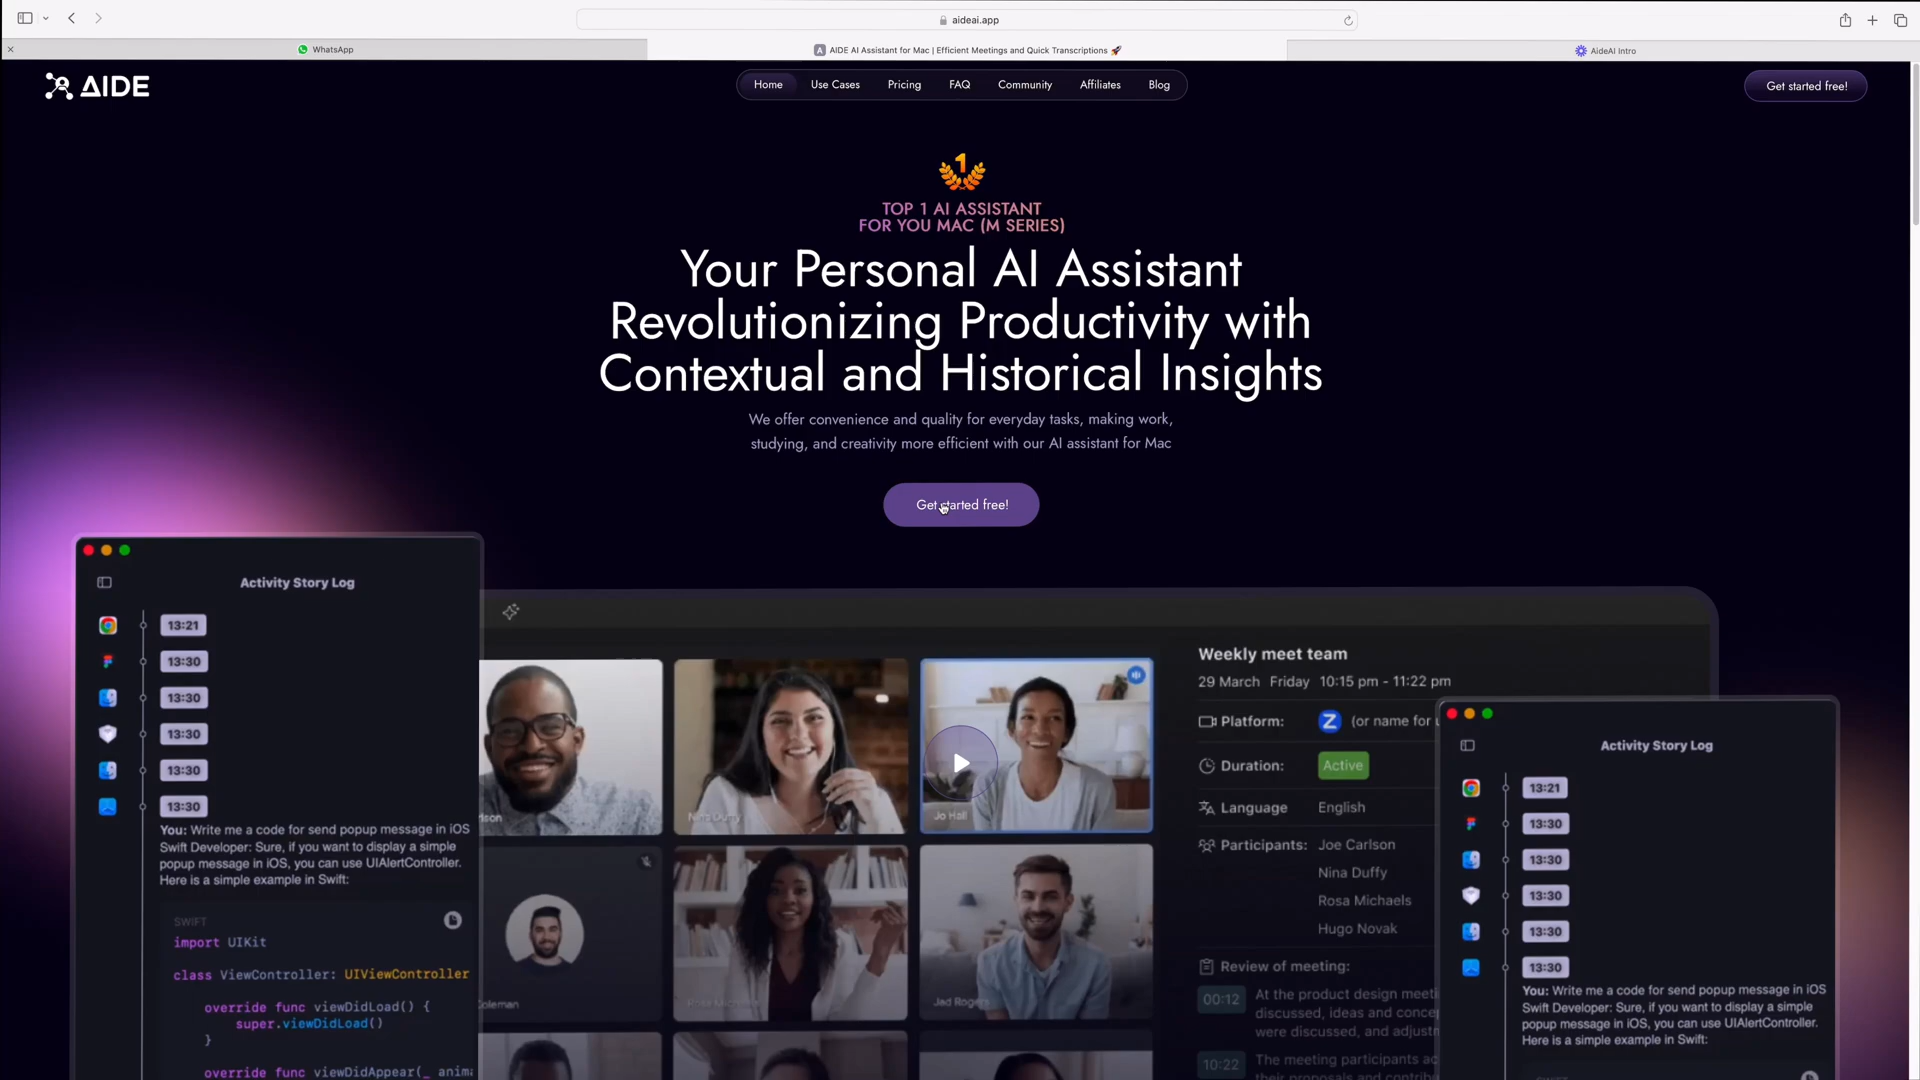 aideai.app
WhatsApp
AIDE AI Assistant for Mac | Efficient Meetings and Quick Transcriptions 🚀
AideAI Intro
AIDE
Home
Use Cases
Pricing
FAQ
Community
Affiliates
Blog
Get started free!
1
TOP 1 AI ASSISTANT
FOR YOU MAC (M SERIES)
Your Personal AI Assistant
Revolutionizing Productivity with
Contextual and Historical Insights
We offer convenience and quality for everyday tasks, making work,
studying, and creativity more efficient with our AI assistant for Mac
Get started free!
Activity Story Log
13:21
13:30
13:30
13:30
13:30
13:30
You: Write me a code for send popup message in iOS
Swift Developer: Sure, if you want to display a simple
popup message in iOS, you can use UIAlertController.
Here is a simple example in Swift:
SWIFT
import UIKit
class ViewController: UIViewController
override func viewDidLoad() {
super.viewDidLoad()
}
override func viewDidAppear(_ anima
Nina Duffy
Jo Hall
Jad Rogers
Weekly meet team
29 March Friday 10:15 pm - 11:22 pm
Platform: Z (or name for
Duration: Active
Language English
Participants: Joe Carlson
Nina Duffy
Rosa Michaels
Hugo Novak
Review of meeting:
00:12 At the product design meeti
discussed, ideas and conce
were discussed, and adjustn
10:22 The meeting participants ac
their proposals and contrib
Activity Story Log
13:21
13:30
13:30
13:30
13:30
13:30
You: Write me a code for send popup message in iOS
Swift Developer: Sure, if you want to display a simple
popup message in iOS, you can use UIAlertController.
Here is a simple example in Swift:
SWIFT